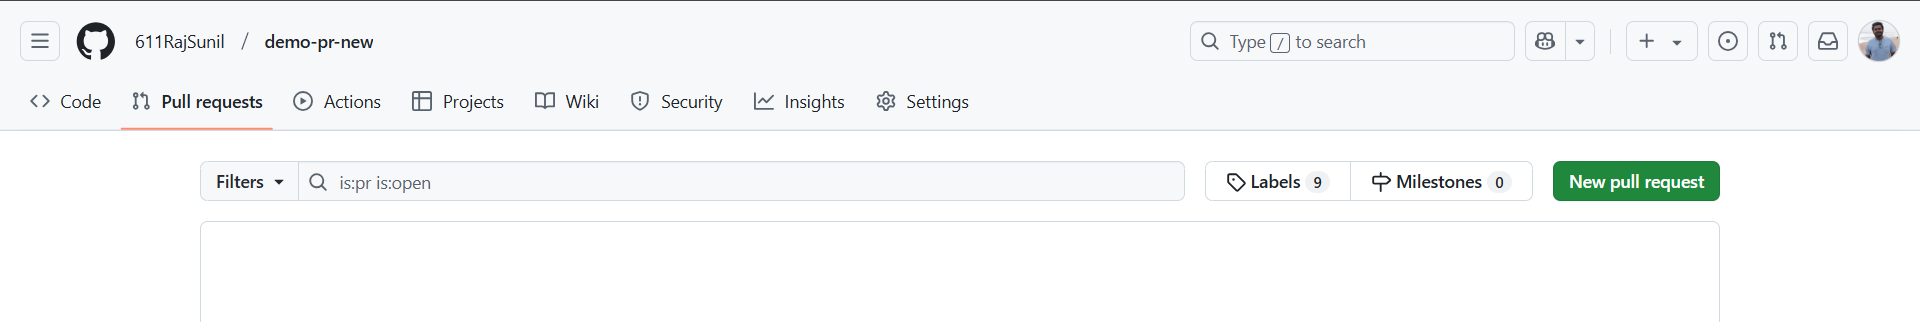 611RajSunil / demo-pr-new Type / to search
Code Pull requests Actions Projects Wiki Security Insights Settings
Filters is:pr is:open Labels 9 Milestones 0 New pull request